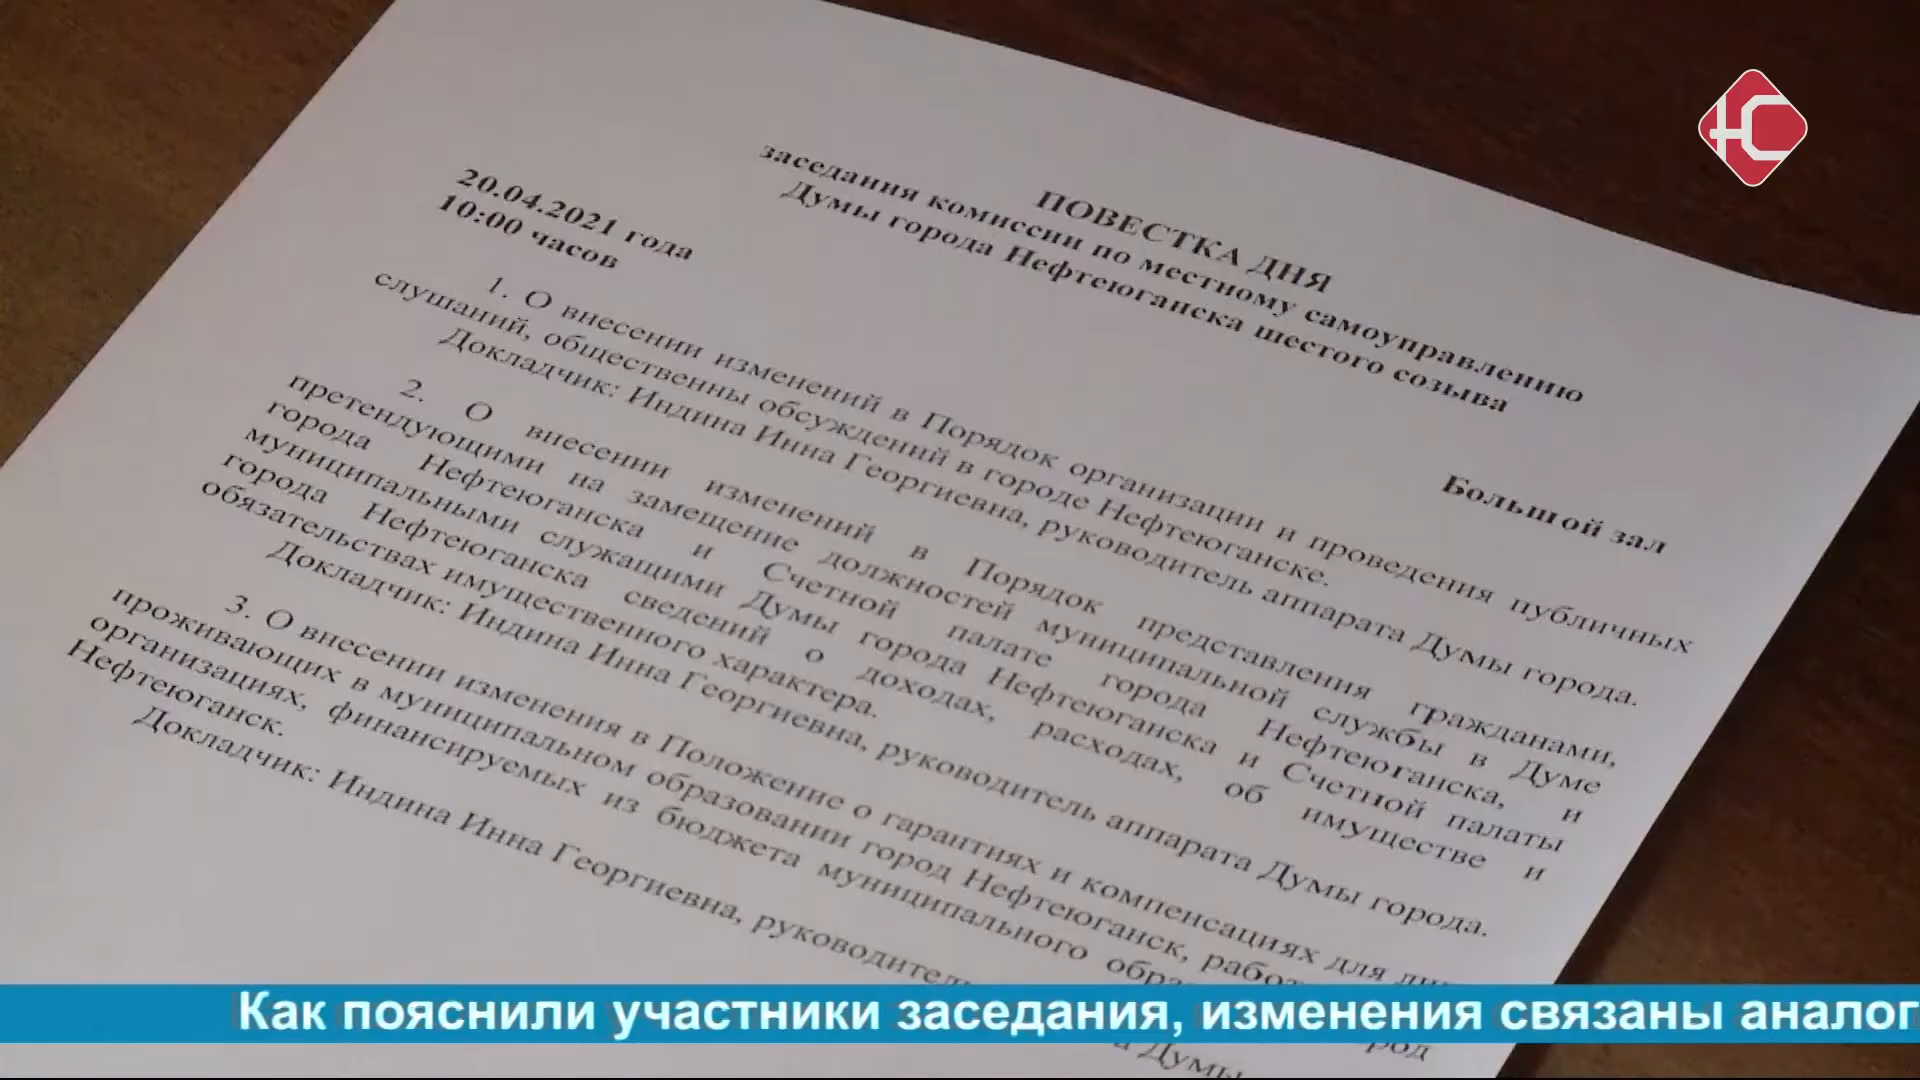 ПОВЕСТКА ДНЯ
заседания комиссии по местному самоуправлению
Думы города Нефтеюганска шестого созыва
20.04.2021 года
10:00 часов
Большой зал
1. О внесении изменений в Порядок организации и проведения публичных
слушаний, общественны обсуждений в городе Нефтеюганске.
Докладчик: Индина Инна Георгиевна, руководитель аппарата Думы города.
2. О внесении изменений в Порядок представления гражданами,
претендующими на замещение должностей муниципальной службы в Думе
города Нефтеюганска и Счетной палате города Нефтеюганска, и
муниципальными служащими Думы города Нефтеюганска и Счетной палаты
города Нефтеюганска сведений о доходах, расходах, об имуществе и
обязательствах имущественного характера.
Докладчик: Индина Инна Георгиевна, руководитель аппарата Думы города.
3. О внесении изменения в Положение о гарантиях и компенсациях для
проживающих в муниципальном образовании город Нефтеюганск,
организациях, финансируемых из бюджета муниципального
Нефтеюганск.
Докладчик: Индина Инна Георгиевна,
Думы
Как пояснили участники заседания, изменения связаны аналог